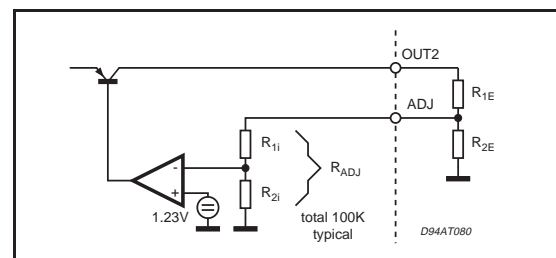 OUT2
R1E
ADJ
R1i
R2E
RADJ
-
R2i
+
1.23V
total 100K
typical
D94AT080